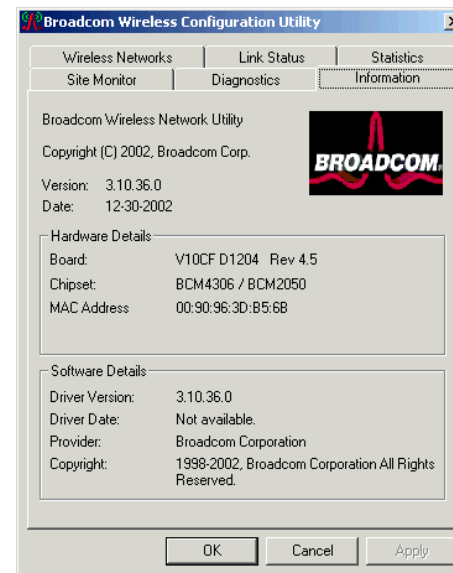 Broadcom Wireless Configuration Utility
Wireless Networks Link Status Statistics
Site Monitor Diagnostics Information
Broadcom Wireless Network Utility
Copyright (C) 2002, Broadcom Corp.
BROADCOM.
Version: 3.10.36.0
Date: 12-30-2002
Hardware Details
Board: V10CF D1204 Rev 4.5
Chipset: BCM4306 / BCM2050
MAC Address 00:90:96:3D:B5:6B
Software Details
Driver Version: 3.10.36.0
Driver Date: Not available.
Provider: Broadcom Corporation
Copyright: 1998-2002, Broadcom Corporation All Rights
Reserved.
OK Cancel Apply